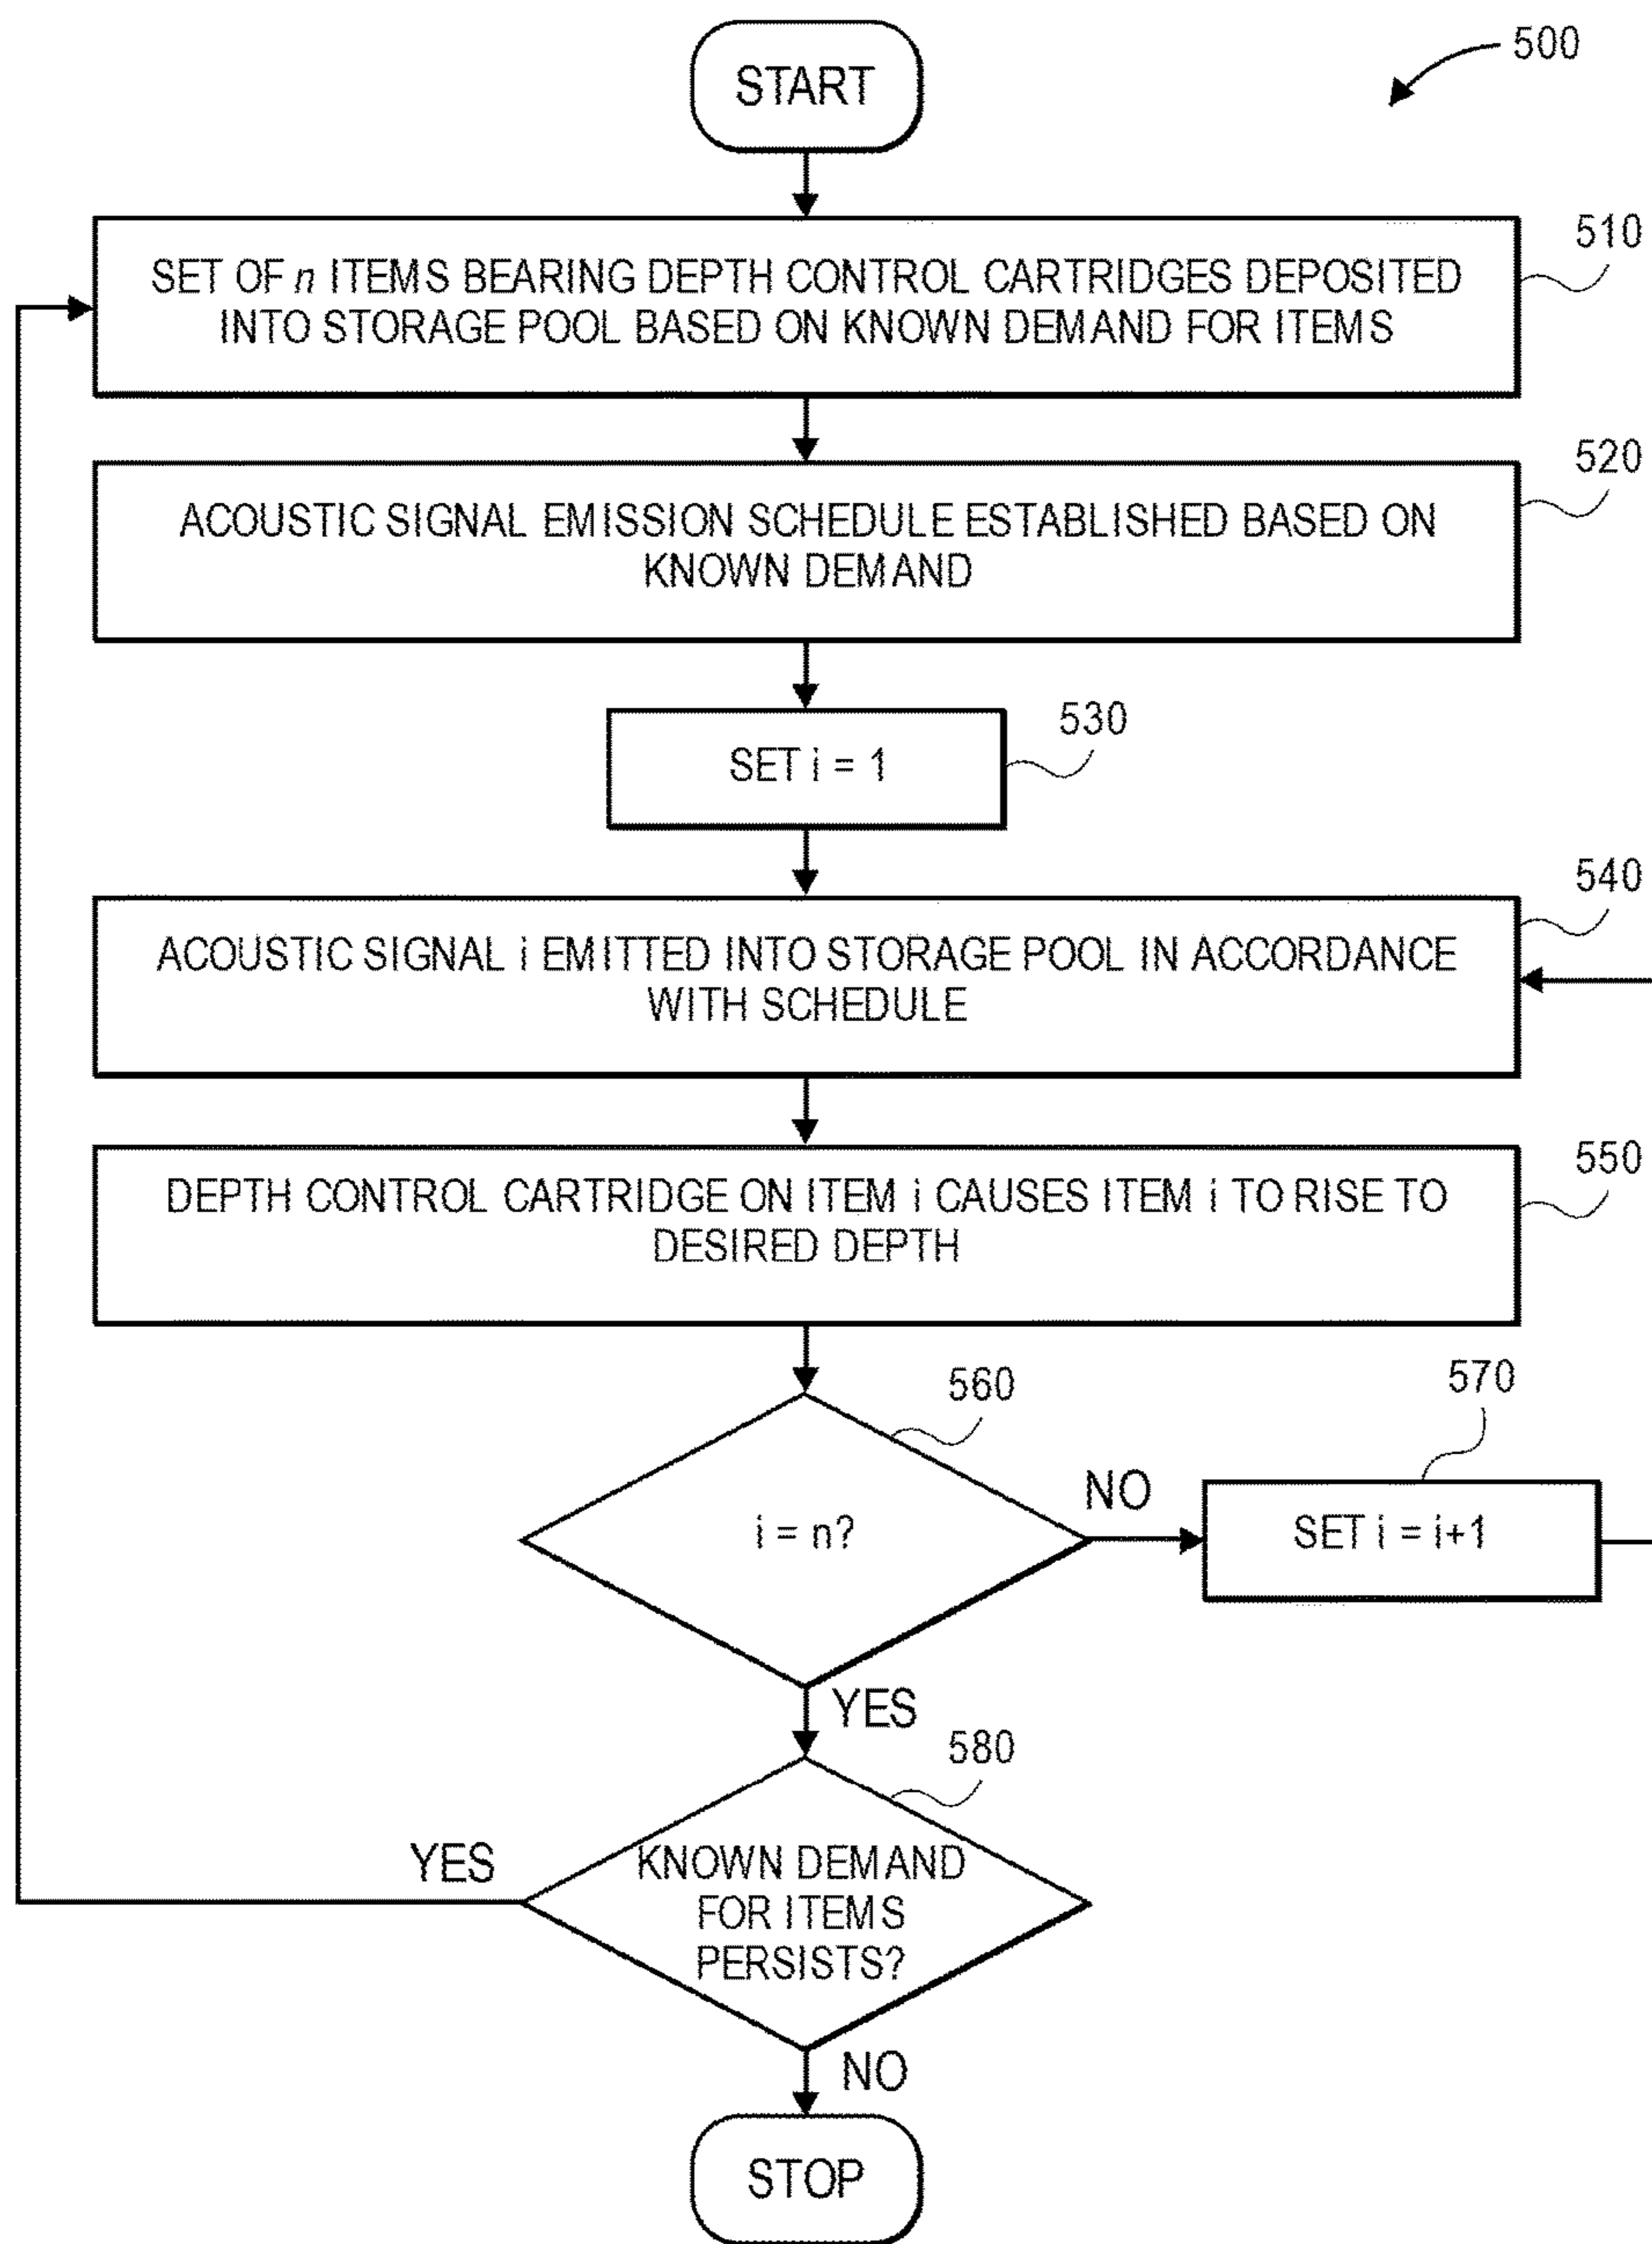 START
500
510
SET OF n ITEMS BEARING DEPTH CONTROL CARTRIDGES DEPOSITED
INTO STORAGE POOL BASED ON KNOWN DEMAND FOR ITEMS
520
ACOUSTIC SIGNAL EMISSION SCHEDULE ESTABLISHED BASED ON
KNOWN DEMAND
530
SET i = 1
540
ACOUSTIC SIGNAL i EMITTED INTO STORAGE POOL IN ACCORDANCE
WITH SCHEDULE
550
DEPTH CONTROL CARTRIDGE ON ITEM i CAUSES ITEM i TO RISE TO
DESIRED DEPTH
560
570
i = n?
NO
SET i = i+1
YES
580
YES
KNOWN DEMAND
FOR ITEMS
PERSISTS?
NO
STOP